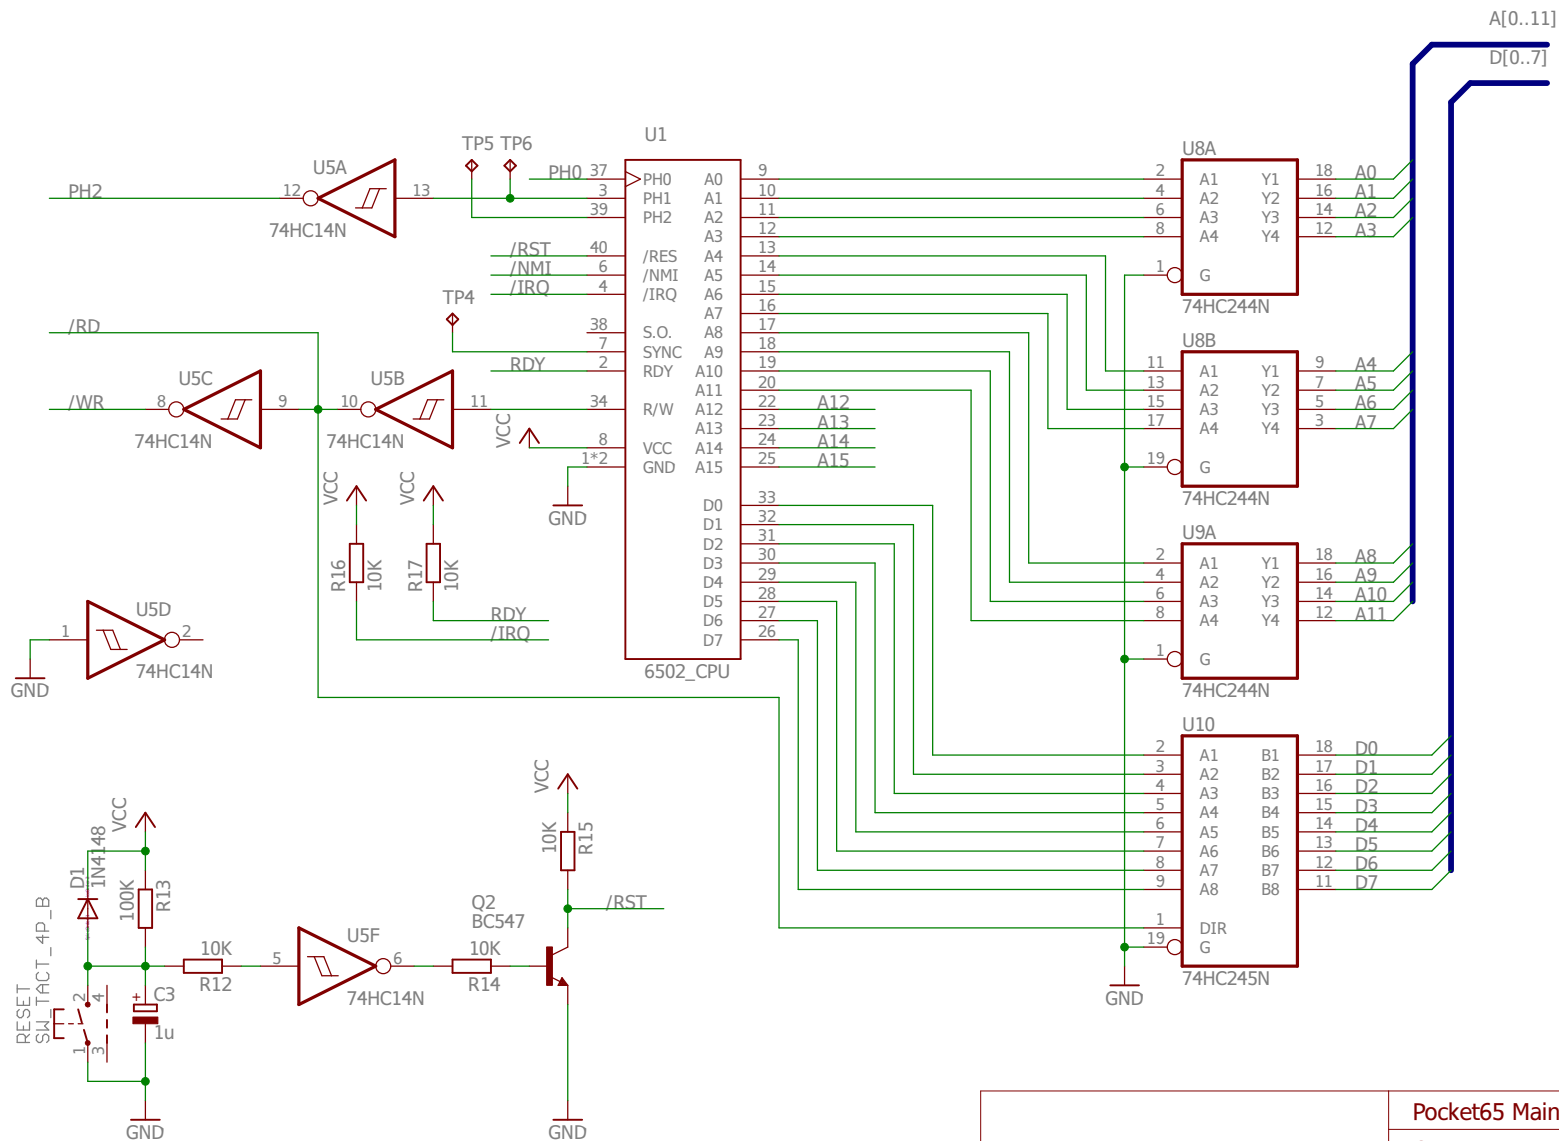 A[0..11]
D[0..7]
U1
TP5 TP6
U5A
PH2
12
13
74HC14N
PH0 37
3
39
PH0
PH1
PH2
/RST 40 /RES
/NMI 6 /NMI
/IRQ 4 /IRQ
TP4
38 S.O.
7 SYNC
RDY 2 RDY
34 R/W
8 VCC
1*2 GND
A0 9
A1 10
A2 11
A3 12
A4 13
A5 14
A6 15
A7 16
A8 17
A9 18
A10 19
A11 20
A12 22 A12
A13 23 A13
A14 24 A14
A15 25 A15
D0 33
D1 32
D2 31
D3 30
D4 29
D5 28
D6 27
D7 26
6502_CPU
/RD
/WR
U5C
8
9
74HC14N
U5B
10
11
74HC14N
VCC
GND
VCC
VCC
R16
10K
R17
10K
RDY
/IRQ
U5D
1
2
74HC14N
GND
U8A
2 A1 Y1 18 A0
4 A2 Y2 16 A1
6 A3 Y3 14 A2
8 A4 Y4 12 A3
1 G
74HC244N
U8B
11 A1 Y1 9 A4
13 A2 Y2 7 A5
15 A3 Y3 5 A6
17 A4 Y4 3 A7
19 G
74HC244N
U9A
2 A1 Y1 18 A8
4 A2 Y2 16 A9
6 A3 Y3 14 A10
8 A4 Y4 12 A11
1 G
74HC244N
U10
2 A1 B1 18 D0
3 A2 B2 17 D1
4 A3 B3 16 D2
5 A4 B4 15 D3
6 A5 B5 14 D4
7 A6 B6 13 D5
8 A7 B7 12 D6
9 A8 B8 11 D7
1 DIR
19 G
74HC245N
GND
VCC
D1
1N4148
100K
R13
10K
R12
5
U5F
6
74HC14N
10K
R14
Q2
BC547
VCC
10K
R15
/RST
RESET
SW_TACT_4P_B
2 4
1 3
+ C3
1u
GND
GND
Pocket65 Main